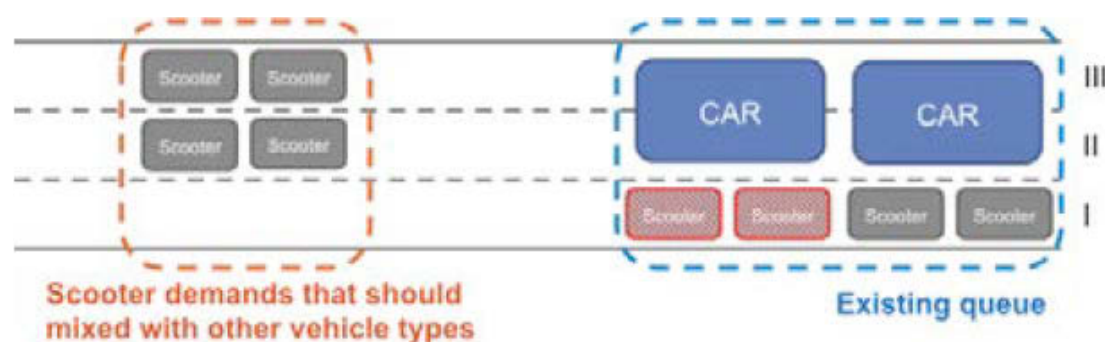 Scooter Scooter
CAR CAR
III
Scooter Scooter
II
Scooter Scooter Scooter Scooter
I
Scooter demands that should
mixed with other vehicle types
Existing queue